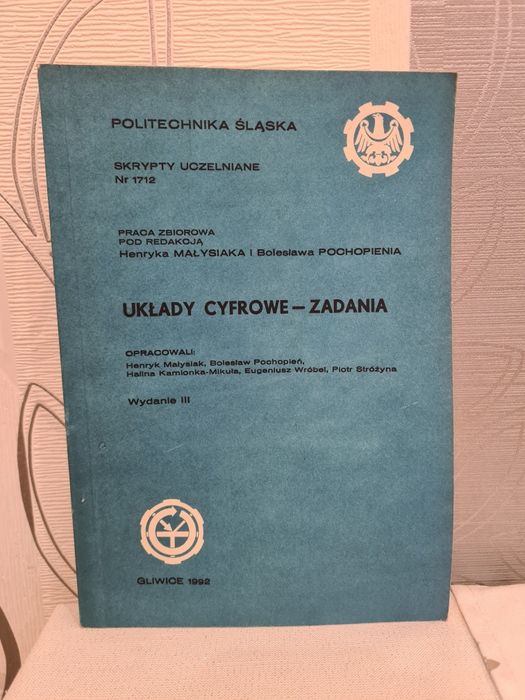 POLITECHNIKA ŚLĄSKA
SKRYPTY UCZELNIANE
Nr 1712
PRACA ZBIOROWA
POD REDAKCJĄ
Henryka MAŁYSIAKA i Bolesława POCHOPIENIA
UKŁADY CYFROWE — ZADANIA
OPRACOWALI:
Henryk Małysiak, Bolesław Pochopień,
Halina Kamionka-Mikuła, Eugeniusz Wróbel, Piotr Stróżyna
Wydanie III
GLIWICE 1992